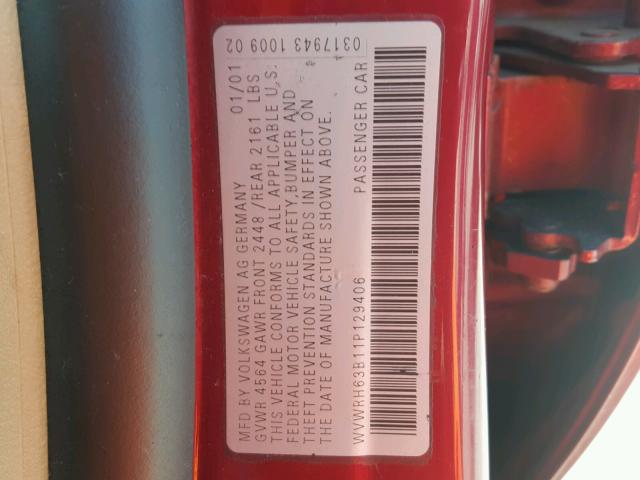 MFD BY VOLKSWAGEN AG GERMANY 01/01
GVWR 4564 GAWR FRONT 2448 /REAR 2161 LBS
THIS VEHICLE CONFORMS TO ALL APPLICABLE U.S.
FEDERAL MOTOR VEHICLE SAFETY,BUMPER AND
THEFT PREVENTION STANDARDS IN EFFECT ON
THE DATE OF MANUFACTURE SHOWN ABOVE.
WVWRH63B11P129406 PASSENGER CAR
0317943 1009 02